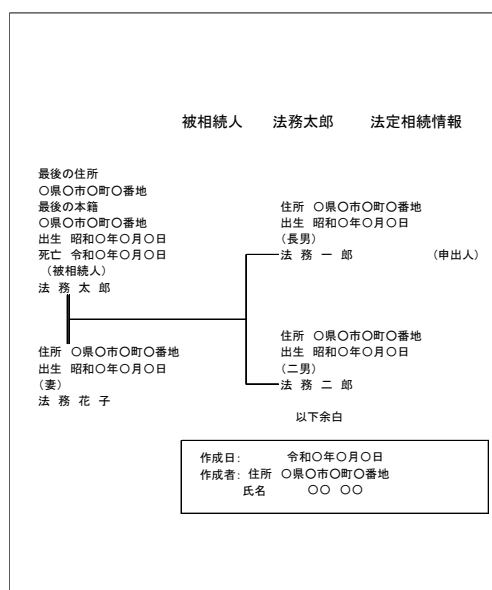 被相続人　法務太郎　法定相続情報
最後の住所
○県○市○町○番地
最後の本籍
○県○市○町○番地
出生 昭和○年○月○日
死亡 令和○年○月○日
（被相続人）
法 務 太 郎
住所 ○県○市○町○番地
出生 昭和○年○月○日
（妻）
法 務 花 子
住所 ○県○市○町○番地
出生 昭和○年○月○日
（長男）
法 務 一 郎　（申出人）
住所 ○県○市○町○番地
出生 昭和○年○月○日
（二男）
法 務 二 郎
以下余白
作成日：　令和○年○月○日
作成者：住所 ○県○市○町○番地
氏名　○○ ○○